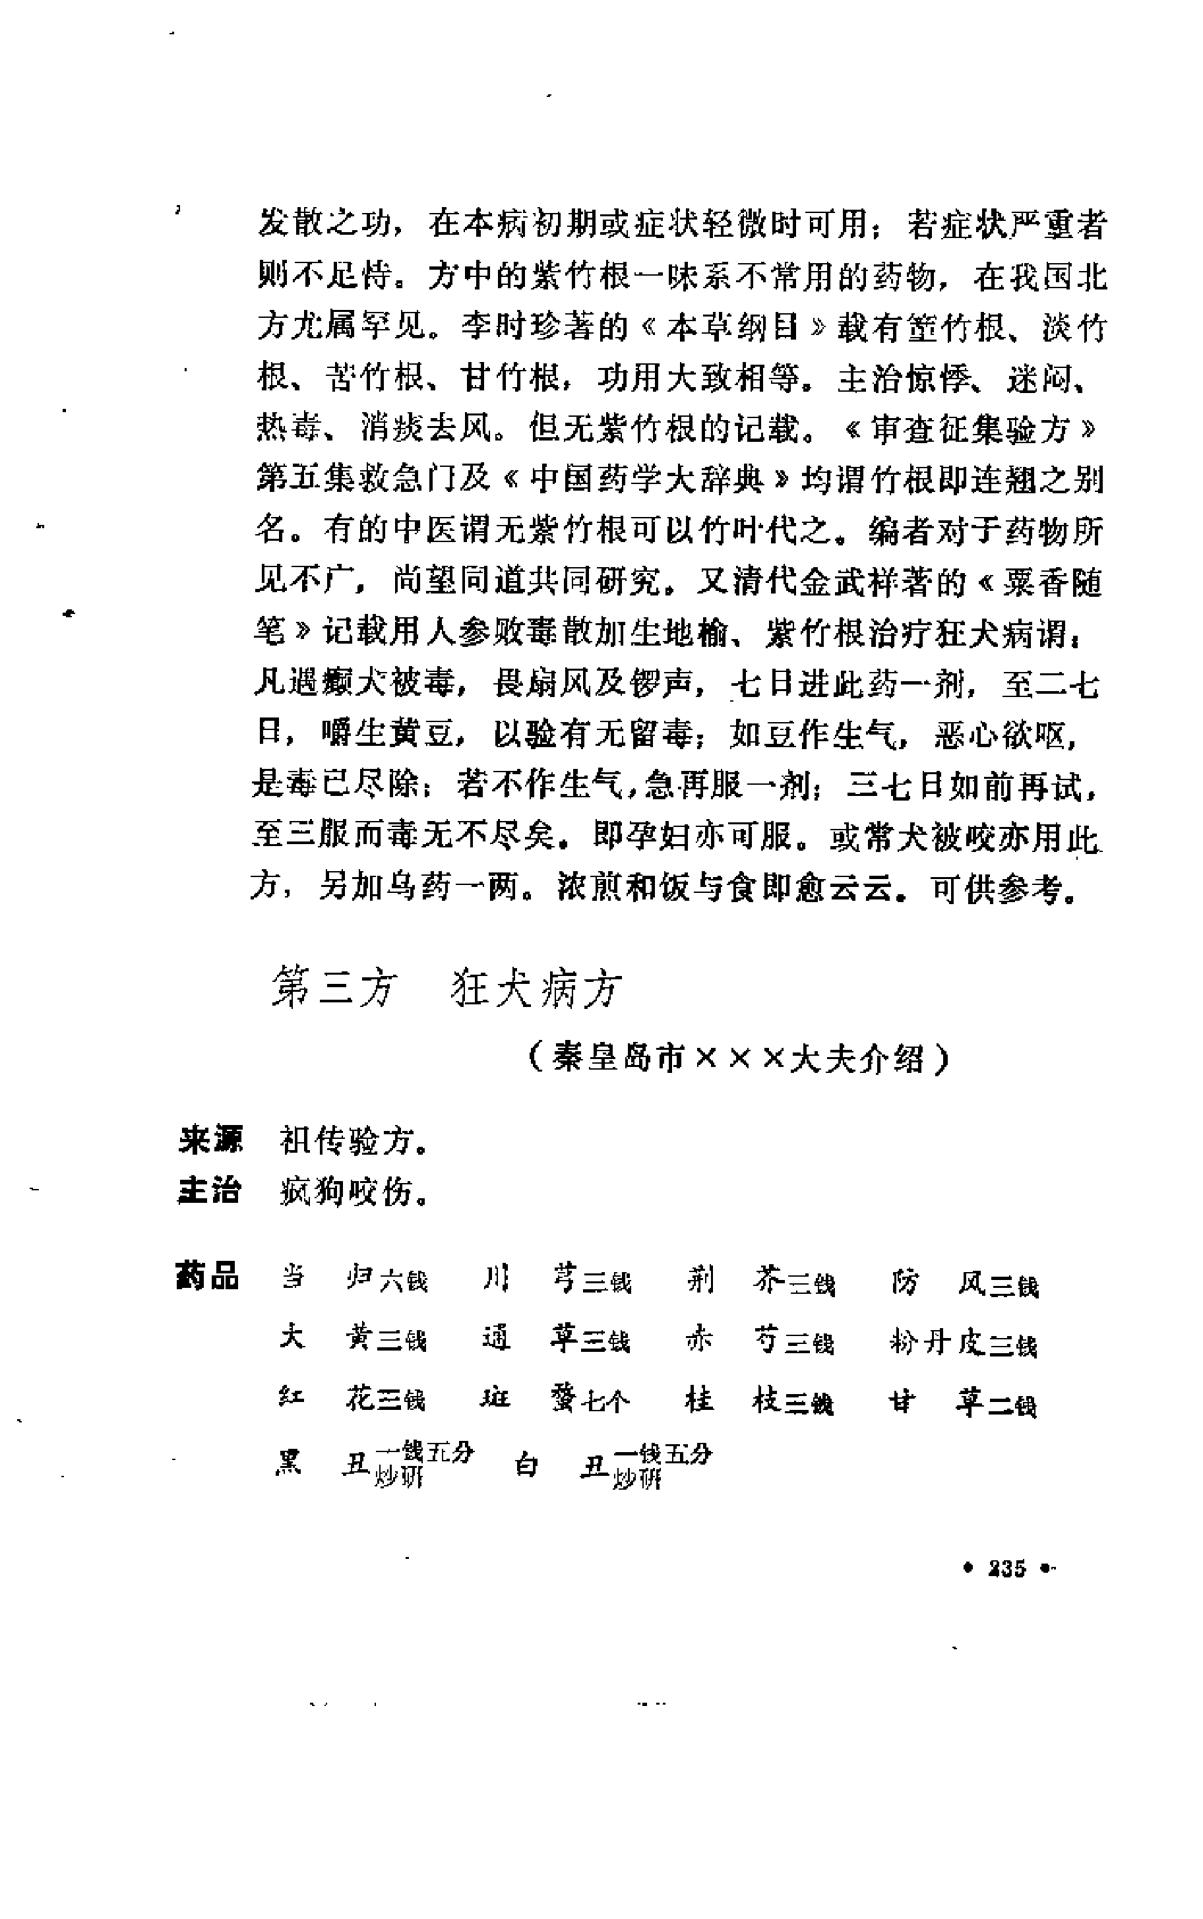 发散之功，在本病初期或症状轻微时可用；若症状严重者
则不足恃。方中的紫竹根一味系不常用的药物，在我国北
方尤属罕见。李时珍著的《本草纲目》载有箽竹根、淡竹
根、苦竹根、甘竹根，功用大致相等。主治惊悸、迷闷、
热毒、消痰去风。但无紫竹根的记载。《审查征集验方》
第五集救急门及《中国药学大辞典》均谓竹根即连翘之别
名。有的中医谓无紫竹根可以竹叶代之。编者对于药物所
见不广，尚望同道共同研究。又清代金武祥著的《粟香随
笔》记载用人参败毒散加生地榆、紫竹根治疗狂犬病谓：
凡遇癫犬被毒，畏扇风及锣声，七日进此药一剂，至二七
日，嚼生黄豆，以验有无留毒；如豆作生气，恶心欲呕，
是毒已尽除；若不作生气，急再服一剂；三七日如前再试，
至三服而毒无不尽矣。即孕妇亦可服。或常犬被咬亦用此
方，另加乌药一两。浓煎和饭与食即愈云云。可供参考。
第三方　狂犬病方
（秦皇岛市×××大夫介绍）
来源　祖传验方。
主治　疯狗咬伤。
药品　当　归三六钱　川　芎三钱　荆　芥三钱　防　风三钱
大　黄三钱　通　草三钱　赤　芍三钱　粉丹皮三钱
红　花三钱　斑　蝥七个　桂　枝三钱　甘　草二钱
黑　丑一钱五分炒研　白　丑一钱五分炒研
• 235 •